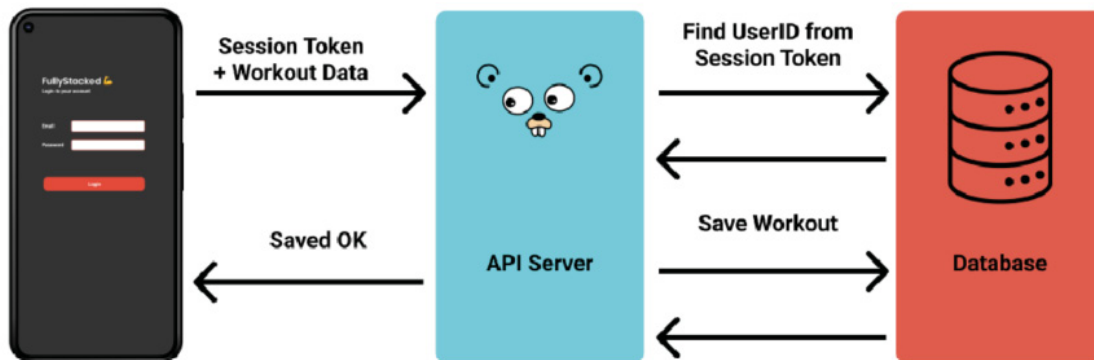 FullyStacked 💪
Login to your account
Email
Password
Login
Session Token
+ Workout Data
Saved OK
API Server
Find UserID from
Session Token
Save Workout
Database